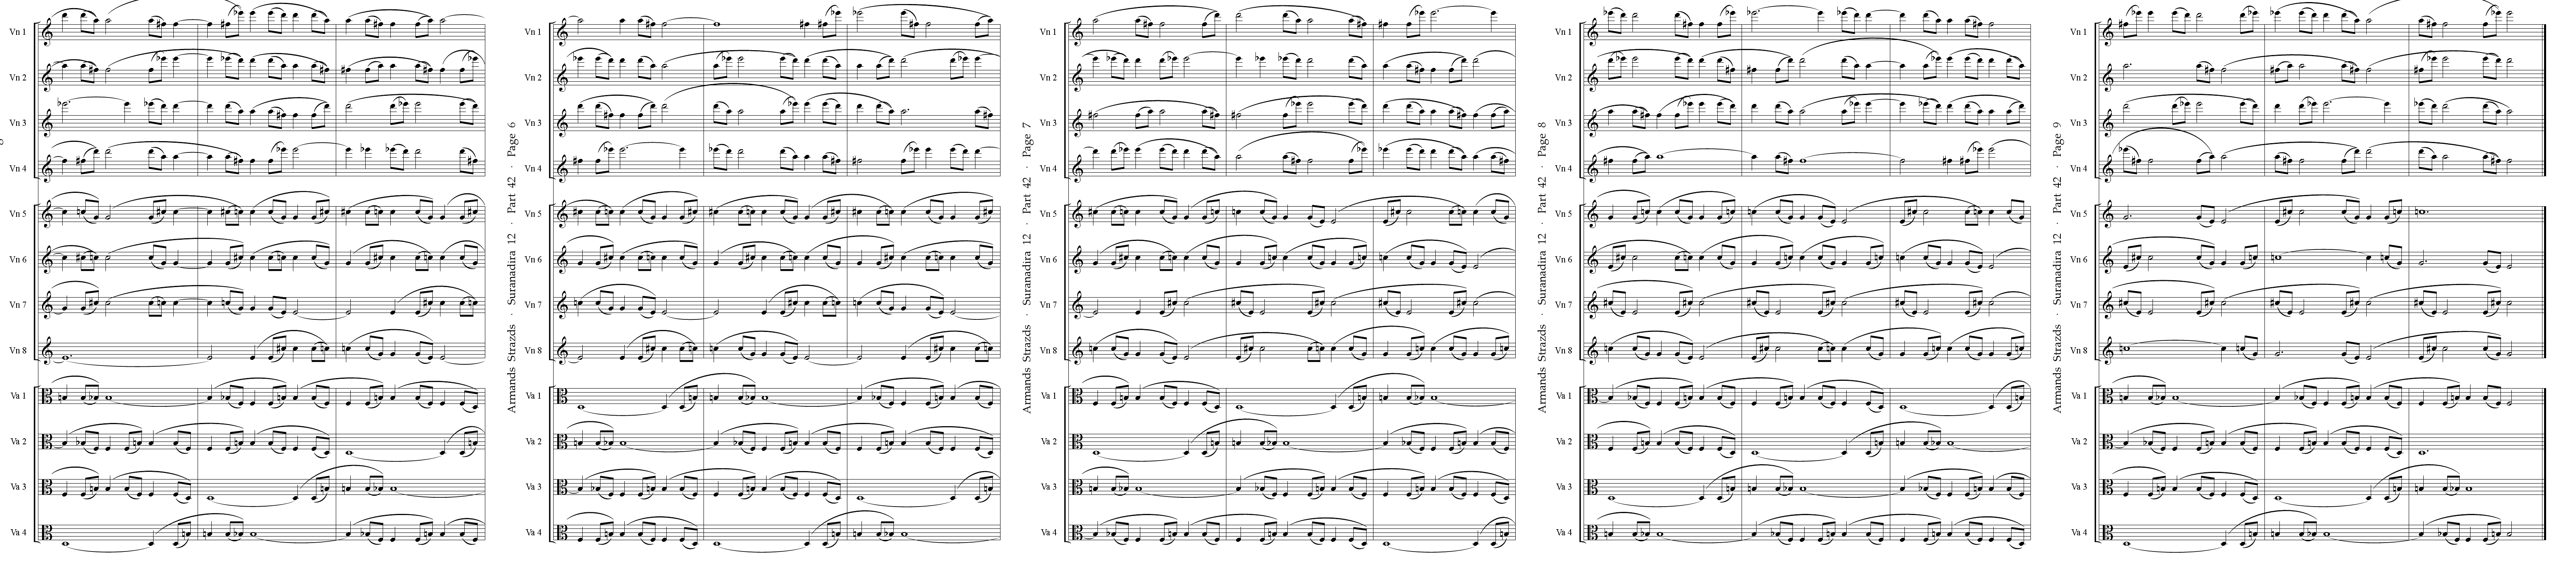 Vn 1
Vn 2
Vn 3
Vn 4
Vn 5
Vn 6
Vn 7
Vn 8
Va 1
Va 2
Va 3
Va 4
Armands Strazds · Suranadira 12 · Part 42 · Page 6
Vn 1
Vn 2
Vn 3
Vn 4
Vn 5
Vn 6
Vn 7
Vn 8
Va 1
Va 2
Va 3
Va 4
Armands Strazds · Suranadira 12 · Part 42 · Page 7
Vn 1
Vn 2
Vn 3
Vn 4
Vn 5
Vn 6
Vn 7
Vn 8
Va 1
Va 2
Va 3
Va 4
Armands Strazds · Suranadira 12 · Part 42 · Page 8
Vn 1
Vn 2
Vn 3
Vn 4
Vn 5
Vn 6
Vn 7
Vn 8
Va 1
Va 2
Va 3
Va 4
Armands Strazds · Suranadira 12 · Part 42 · Page 9
Vn 1
Vn 2
Vn 3
Vn 4
Vn 5
Vn 6
Vn 7
Vn 8
Va 1
Va 2
Va 3
Va 4